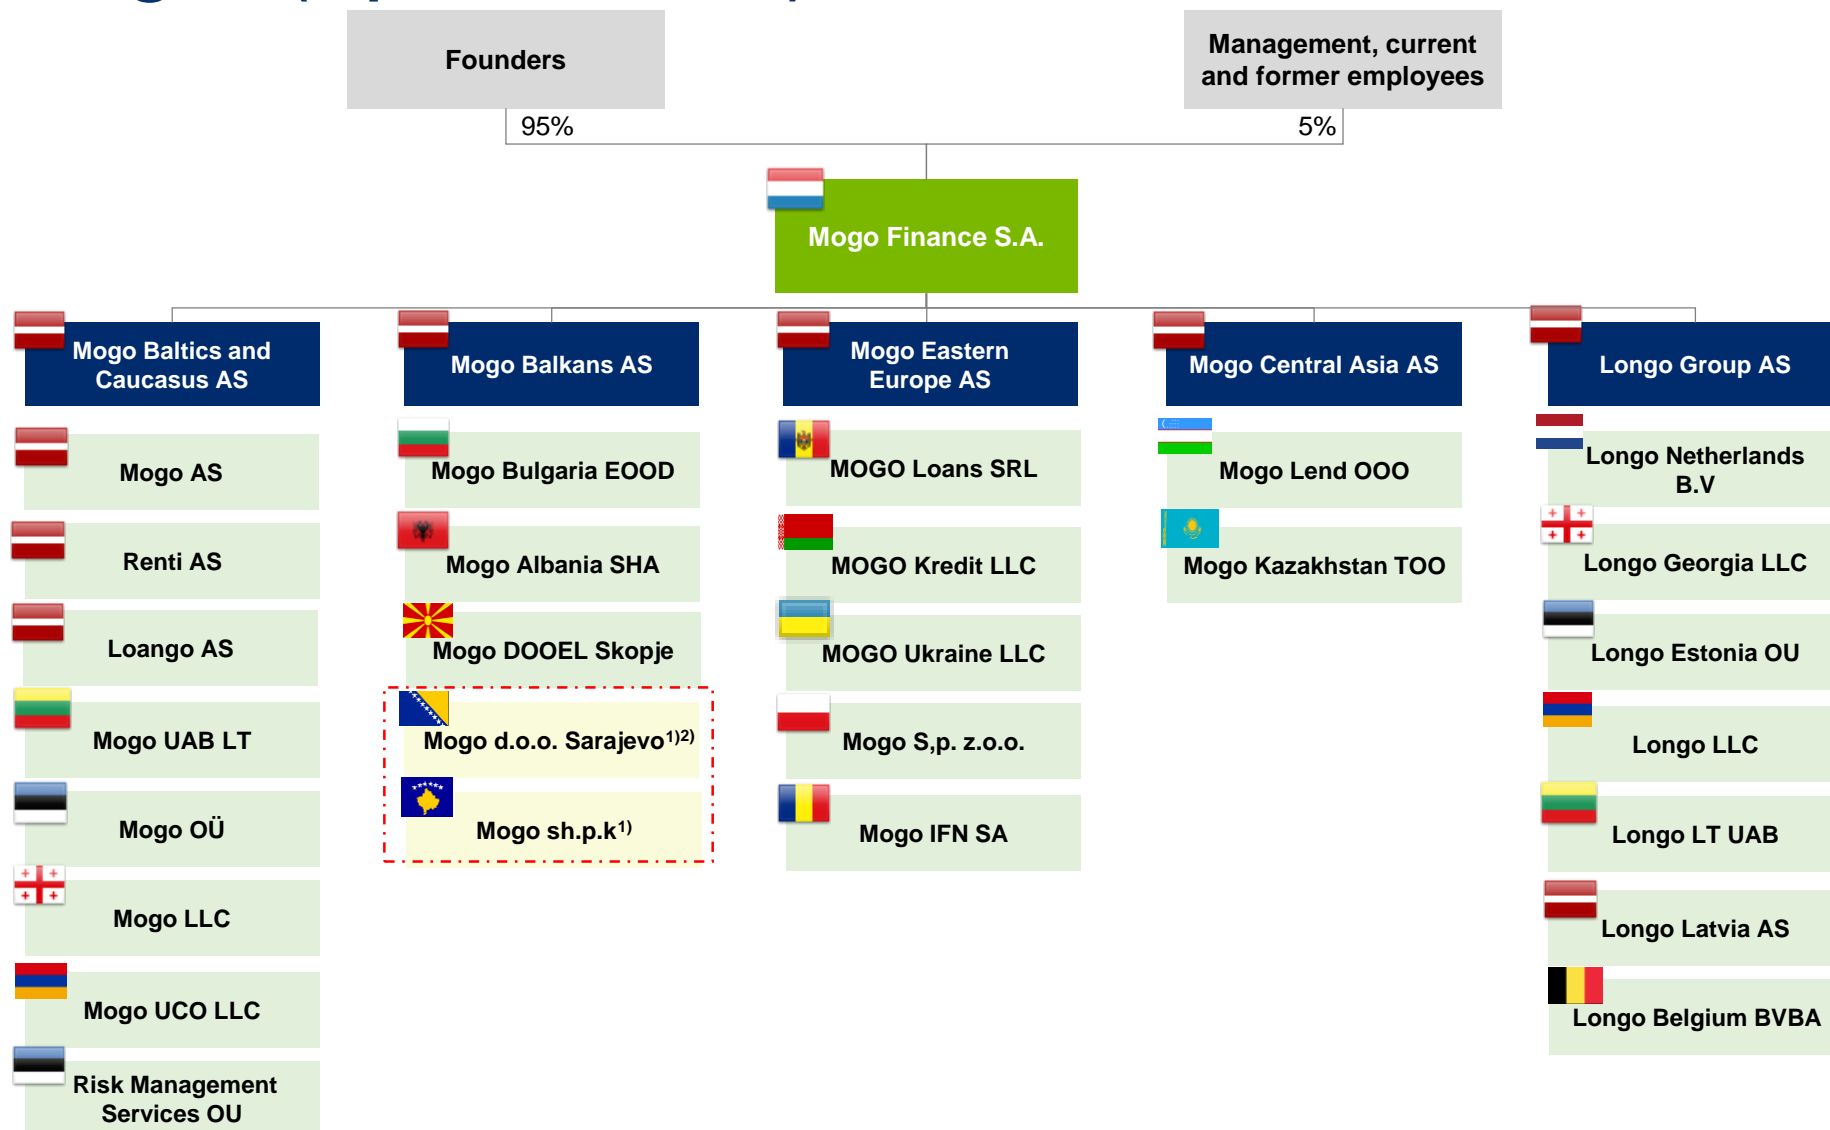 Founders
Management, current
and former employees
95%
5%
Mogo Finance S.A.
Mogo Baltics and
Caucasus AS
Mogo AS
Renti AS
Loango AS
Mogo UAB LT
Mogo OÜ
Mogo LLC
Mogo UCO LLC
Risk Management
Services OU
Mogo Balkans AS
Mogo Bulgaria EOOD
Mogo Albania SHA
Mogo DOOEL Skopje
Mogo d.o.o. Sarajevo1)2)
Mogo sh.p.k1)
Mogo Eastern
Europe AS
MOGO Loans SRL
MOGO Kredit LLC
MOGO Ukraine LLC
Mogo S,p. z.o.o.
Mogo IFN SA
Mogo Central Asia AS
Mogo Lend OOO
Mogo Kazakhstan TOO
Longo Group AS
Longo Netherlands
B.V
Longo Georgia LLC
Longo Estonia OU
Longo LLC
Longo LT UAB
Longo Latvia AS
Longo Belgium BVBA